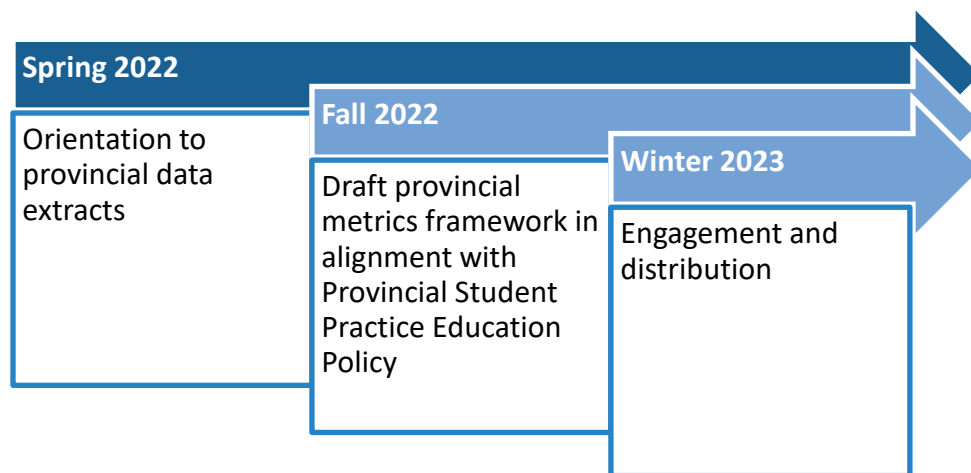 Spring 2022
Orientation to
provincial data
extracts
Fall 2022
Draft provincial
metrics framework in
alignment with
Provincial Student
Practice Education
Policy
Winter 2023
Engagement and
distribution